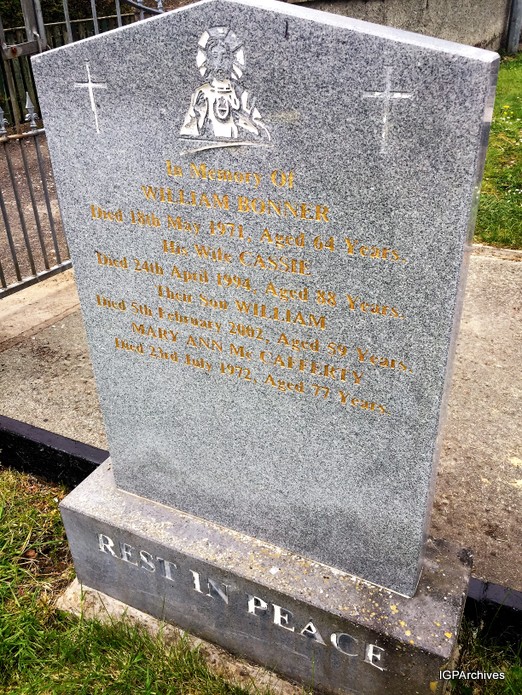 In Memory Of
WILLIAM BONNER
Died 18th May 1971, Aged 64 Years.
His Wife CASSIE
Died 24th April 1994, Aged 88 Years.
Their Son WILLIAM
Died 5th February 2002, Aged 59 Years.
MARY ANN Mc CAFFERTY
Died 23rd July 1972, Aged 77 Years.
REST IN PEACE
IGPArchives